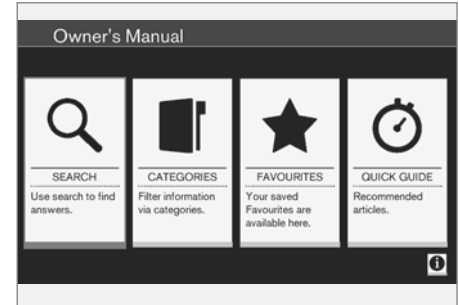 Owner's Manual
SEARCH
Use search to find
answers.
CATEGORIES
Filter information
via categories.
FAVOURITES
Your saved
Favourites are
available here.
QUICK GUIDE
Recommended
articles.
i